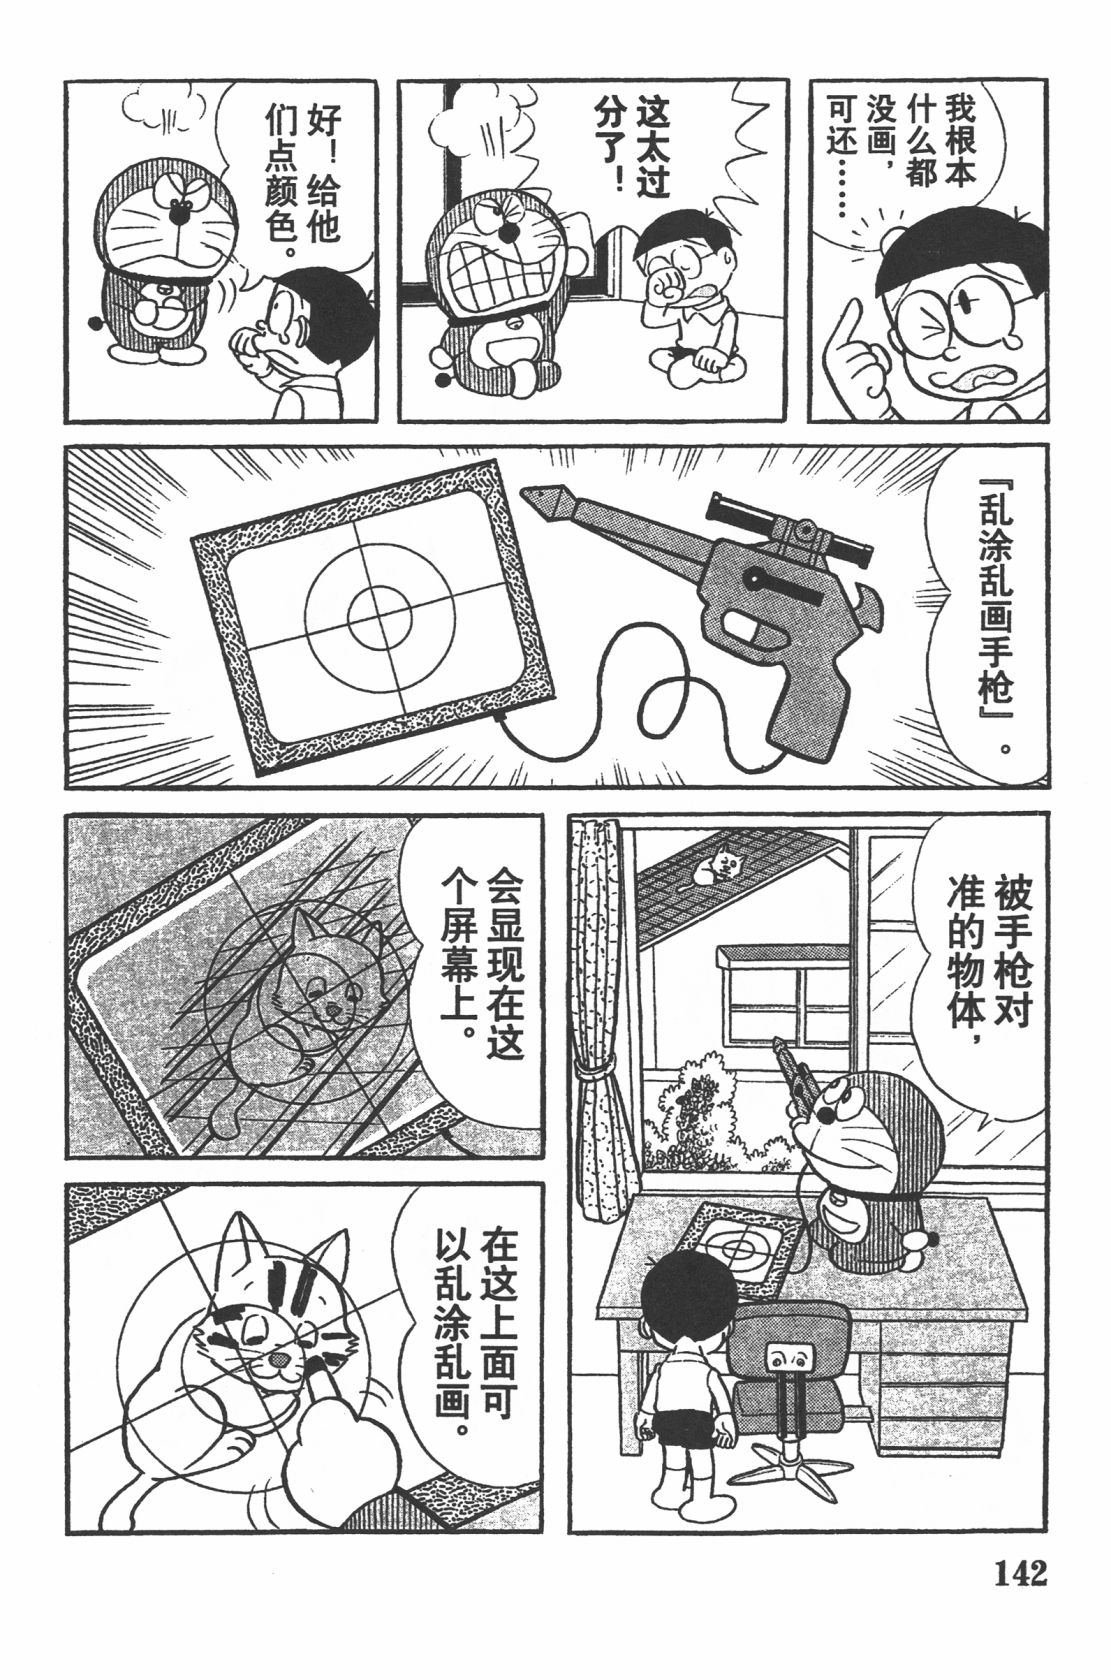 我根本
什么都
没画，
可还……
这太过
分了！
好！给他
们点颜色。
『乱涂乱画手枪』。
被手枪对
准的物体，
会显现在这
个屏幕上。
在这上面可
以乱涂乱画。
142